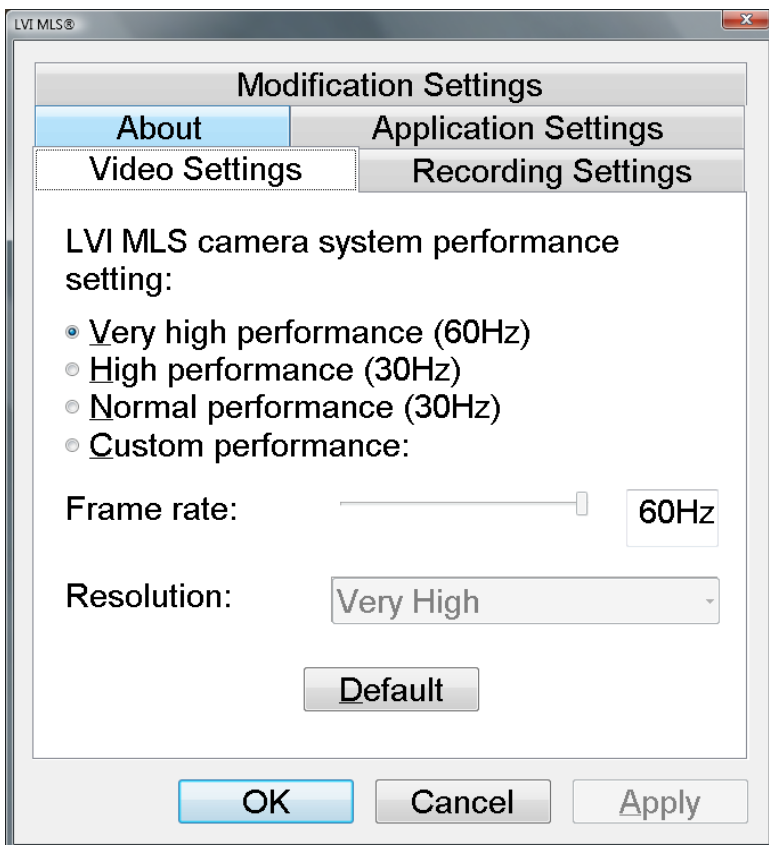 LVI MLS®
Modification Settings
About
Application Settings
Video Settings
Recording Settings
LVI MLS camera system performance
setting:
Very high performance (60Hz)
High performance (30Hz)
Normal performance (30Hz)
Custom performance:
Frame rate:
60Hz
Resolution:
Very High
Default
OK
Cancel
Apply